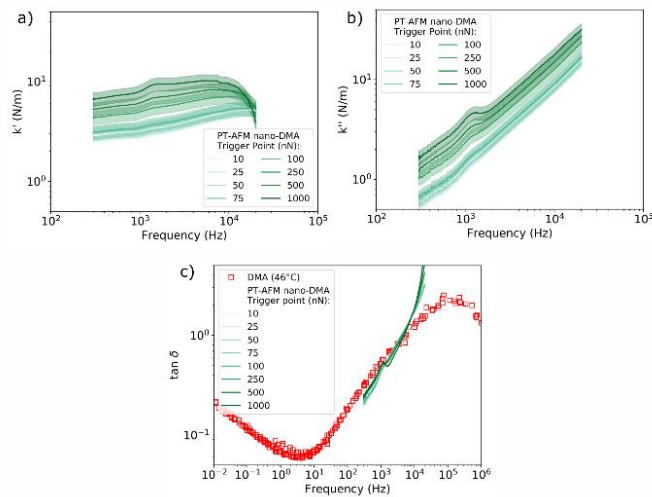 a)
k' (N/m)
10¹
10⁰
PT-AFM nano-DMA
Trigger Point (nN):
10 100
25 250
50 500
75 1000
10² 10³ 10⁴ 10⁵
Frequency (Hz)
b)
k'' (N/m)
10¹
10⁰
PT-AFM nano-DMA
Trigger Point (nN):
10 100
25 250
50 500
75 1000
10² 10³ 10⁴ 10⁵
Frequency (Hz)
c)
tan δ
10⁰
10⁻¹
DMA (46°C)
PT-AFM nano-DMA
Trigger point (nN):
10
25
50
75
100
250
500
1000
10⁻² 10⁻¹ 10⁰ 10¹ 10² 10³ 10⁴ 10⁵ 10⁶
Frequency (Hz)